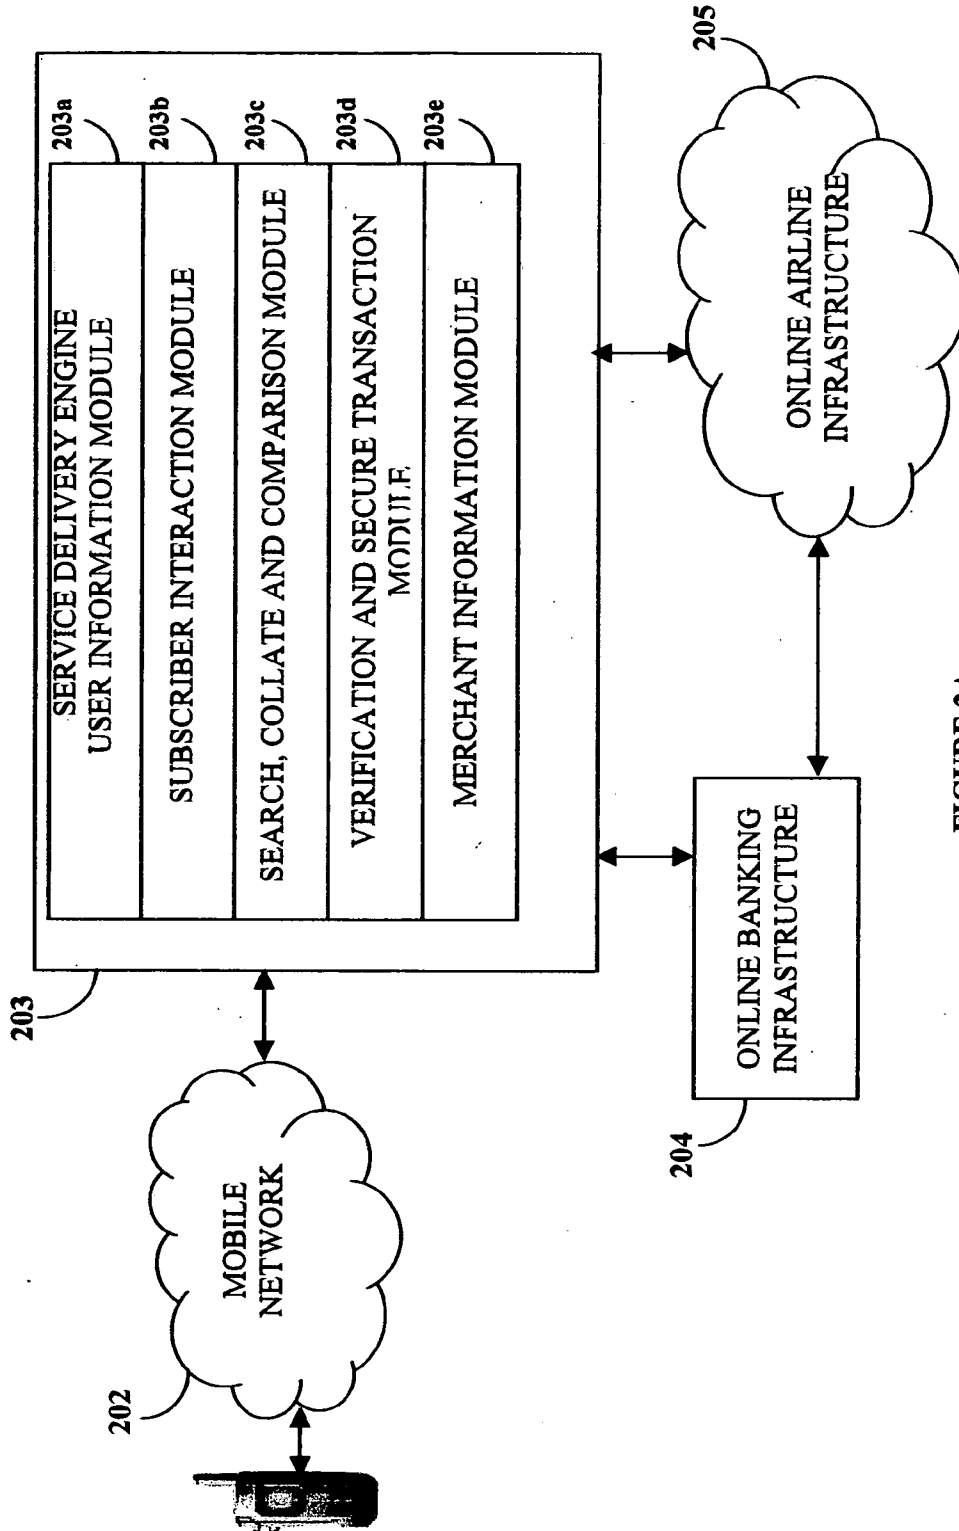 203
SERVICE DELIVERY ENGINE
USER INFORMATION MODULE
203a
SUBSCRIBER INTERACTION MODULE
203b
SEARCH, COLLATE AND COMPARISON MODULE
203c
VERIFICATION AND SECURE TRANSACTION
MODULE
203d
MERCHANT INFORMATION MODULE
203e
202
MOBILE
NETWORK
204
ONLINE BANKING
INFRASTRUCTURE
205
ONLINE AIRLINE
INFRASTRUCTURE